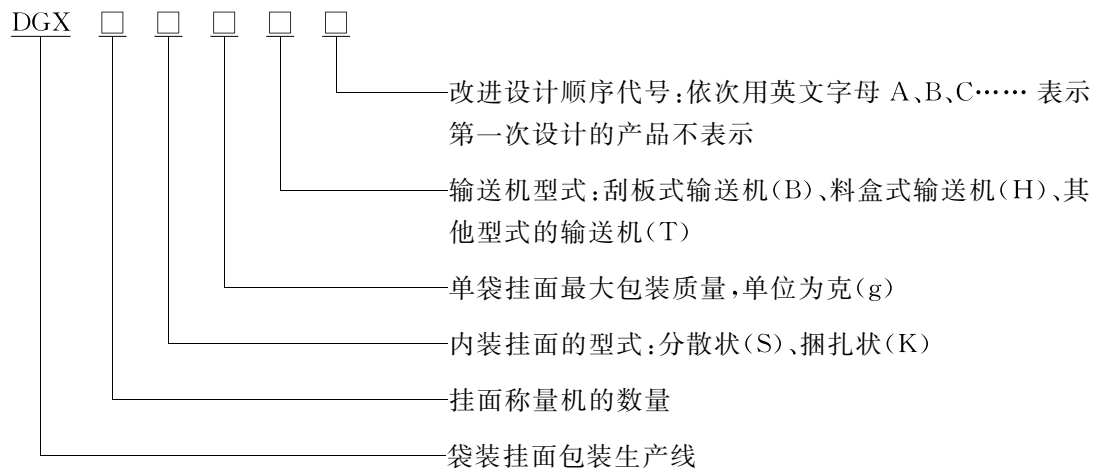 DGX □ □ □ □ □
改进设计顺序代号:依次用英文字母 A、B、C…… 表示
第一次设计的产品不表示
输送机型式:刮板式输送机(B)、料盒式输送机(H)、其
他型式的输送机(T)
单袋挂面最大包装质量,单位为克(g)
内装挂面的型式:分散状(S)、捆扎状(K)
挂面称量机的数量
袋装挂面包装生产线